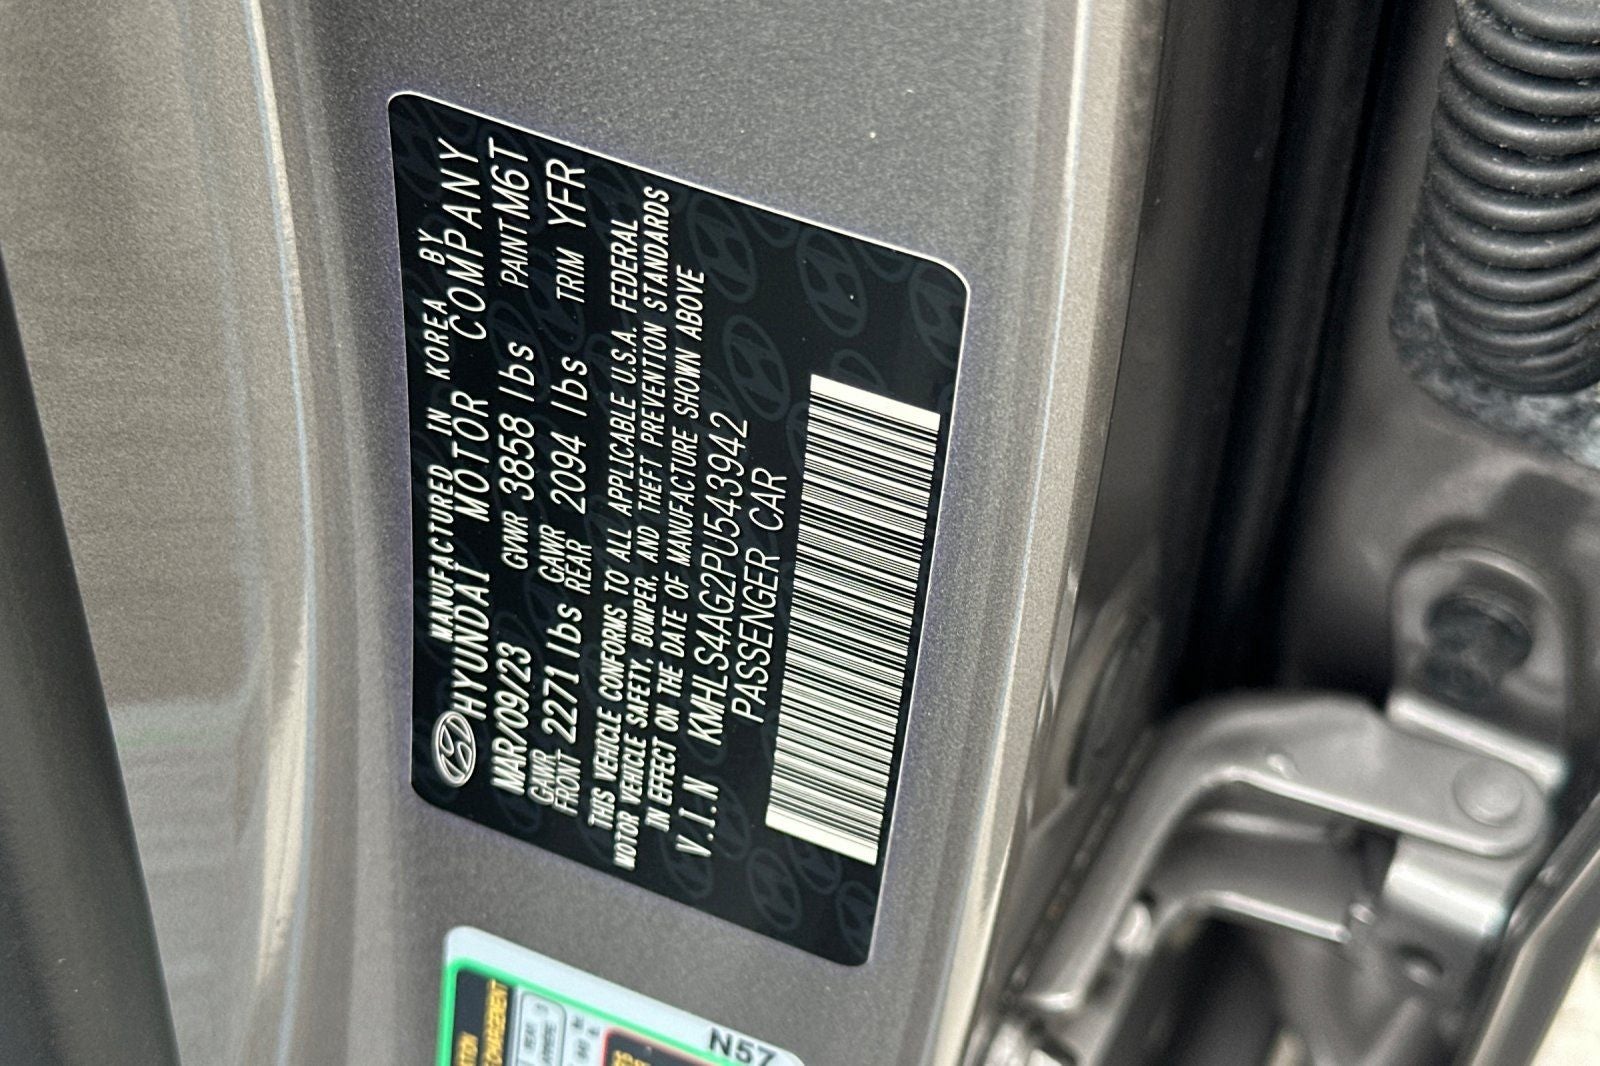 MANUFACTURED IN KOREA BY
HYUNDAI MOTOR COMPANY
MAR/09/23 GVWR 3858 lbs PAINT M6T
GAWR FRONT 2271 lbs GAWR REAR 2094 lbs TRIM YFR
THIS VEHICLE CONFORMS TO ALL APPLICABLE U.S.A. FEDERAL
MOTOR VEHICLE SAFETY, BUMPER, AND THEFT PREVENTION STANDARDS
IN EFFECT ON THE DATE OF MANUFACTURE SHOWN ABOVE
V.I.N KMHLS4AG2PU543942
PASSENGER CAR
N57